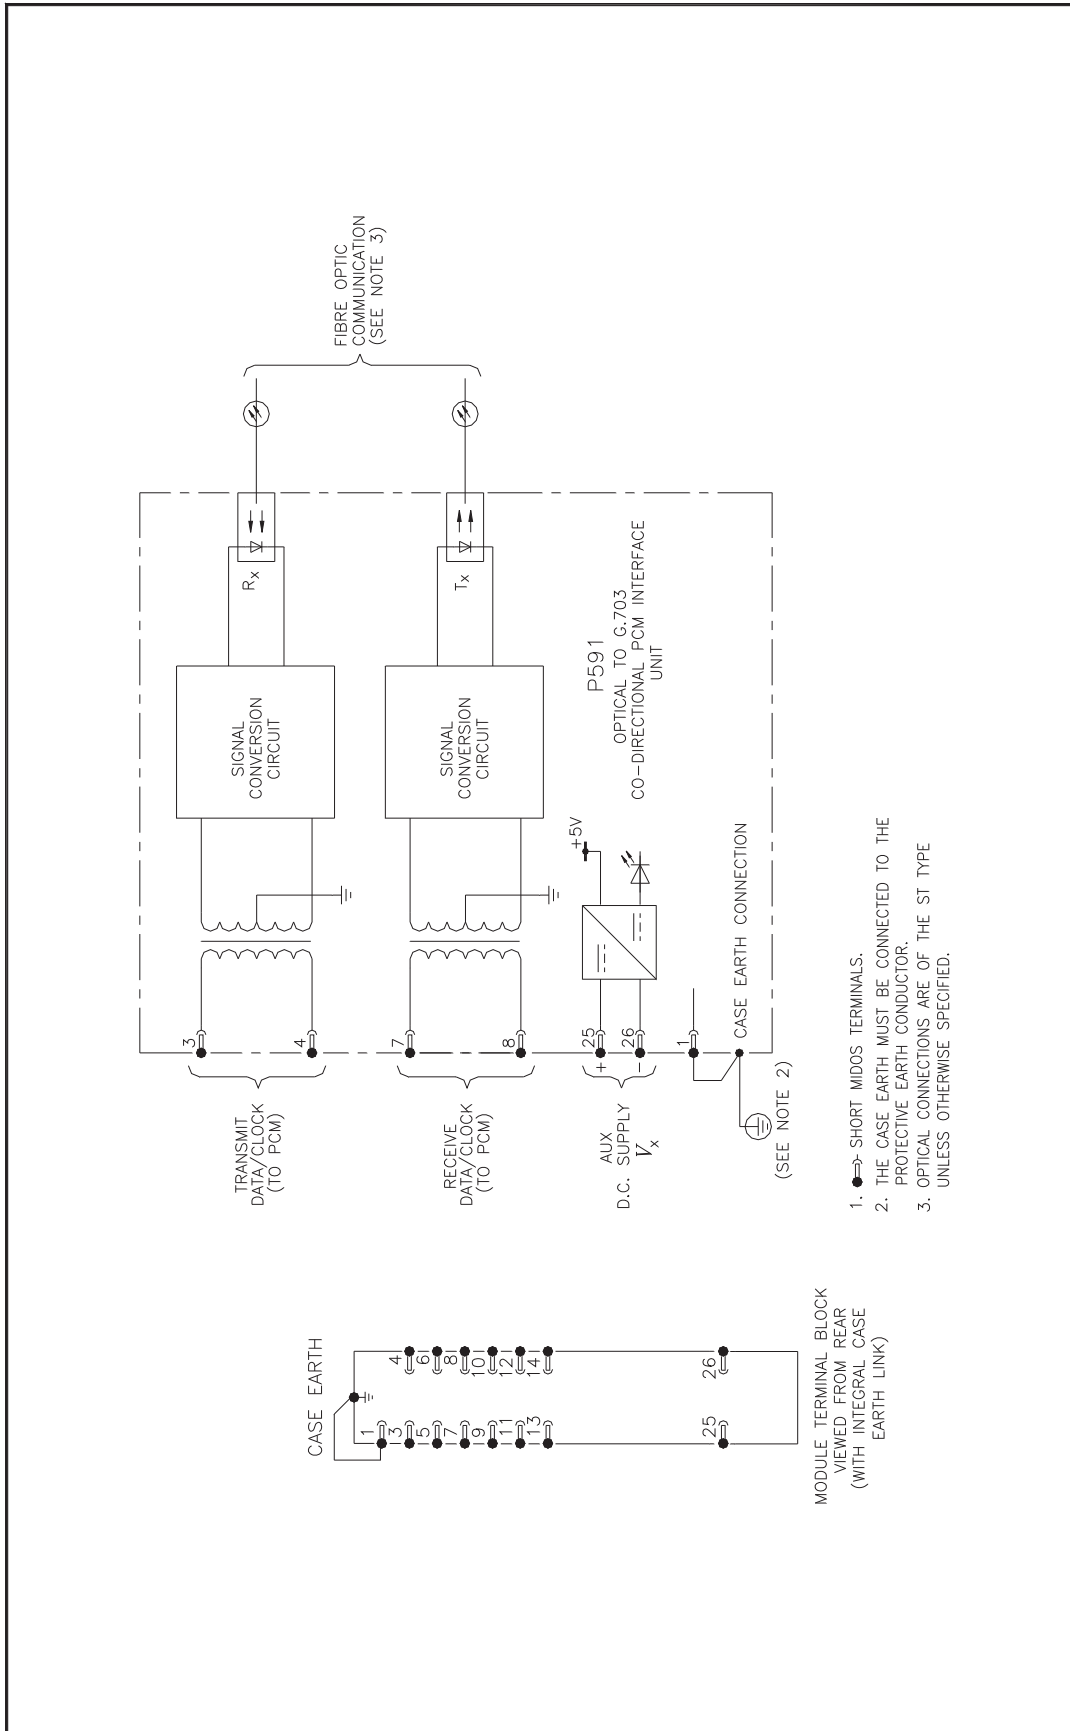 FIBRE OPTIC
COMMUNICATION
(SEE NOTE 3)
Rx
Tx
SIGNAL
CONVERSION
CIRCUIT
SIGNAL
CONVERSION
CIRCUIT
P591
OPTICAL TO G.703
CO-DIRECTIONAL PCM INTERFACE
UNIT
+5V
CASE EARTH CONNECTION
3
4
7
8
25
26
1
+
-
TRANSMIT
DATA/CLOCK
(TO PCM)
RECEIVE
DATA/CLOCK
(TO PCM)
AUX
D.C. SUPPLY
Vx
(SEE NOTE 2)
1. SHORT MIDOS TERMINALS.
2. THE CASE EARTH MUST BE CONNECTED TO THE
PROTECTIVE EARTH CONDUCTOR.
3. OPTICAL CONNECTIONS ARE OF THE ST TYPE
UNLESS OTHERWISE SPECIFIED.
CASE EARTH
1
3
4
5
6
7
8
9
10
11
12
13
14
25
26
MODULE TERMINAL BLOCK
VIEWED FROM REAR
(WITH INTEGRAL CASE
EARTH LINK)